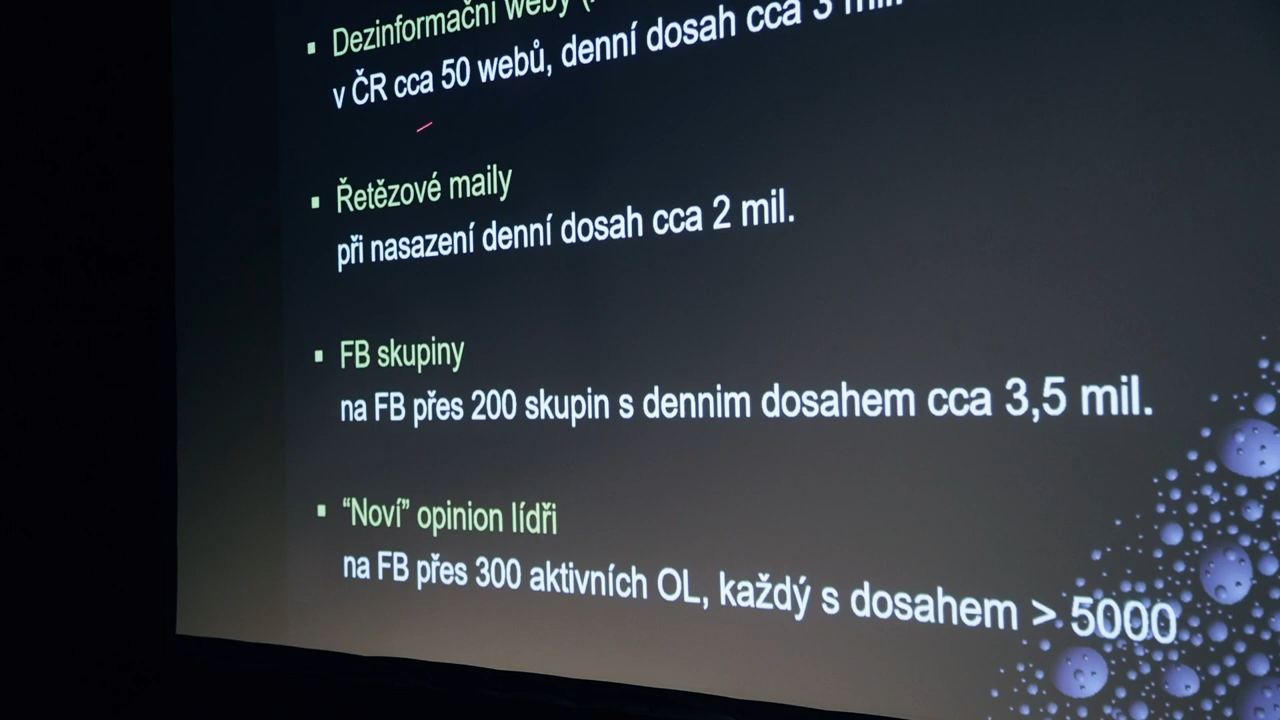 ▪ Dezinformační weby (
v ČR cca 50 webů, denní dosah cca 3 mil.
▪ Řetězové maily
při nasazení denní dosah cca 2 mil.
▪ FB skupiny
na FB přes 200 skupin s dennim dosahem cca 3,5 mil.
▪ “Noví” opinion lídři
na FB přes 300 aktivních OL, každý s dosahem > 5000